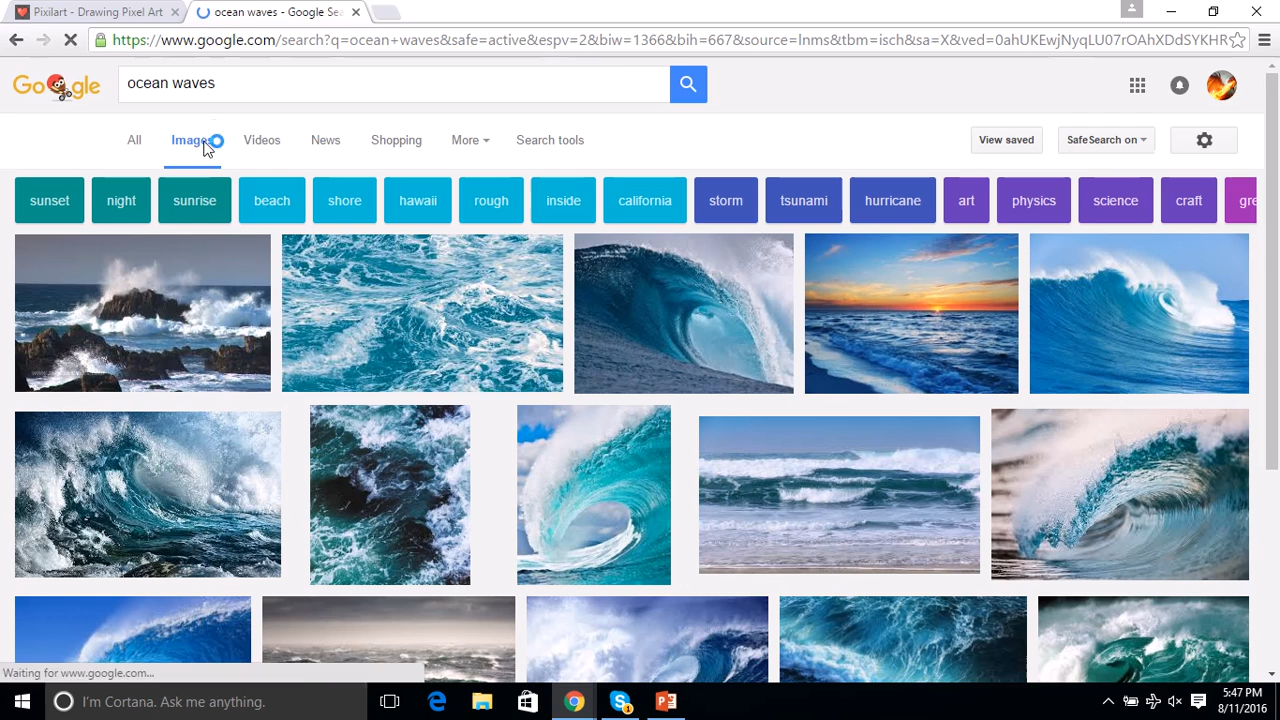 Pixilart - Drawing Pixel Art
ocean waves - Google Sea
https://www.google.com/search?q=ocean+waves&safe=active&espv=2&biw=1366&bih=667&source=lnms&tbm=isch&sa=X&ved=0ahUKEwjNyqLU07rOAhXDdSYKHR
Google
ocean waves
All
Images
Videos
News
Shopping
More
Search tools
View saved
SafeSearch on
sunset
night
sunrise
beach
shore
hawaii
rough
inside
california
storm
tsunami
hurricane
art
physics
science
craft
gre
Waiting for www.google.com...
I'm Cortana. Ask me anything.
5:47 PM
8/11/2016